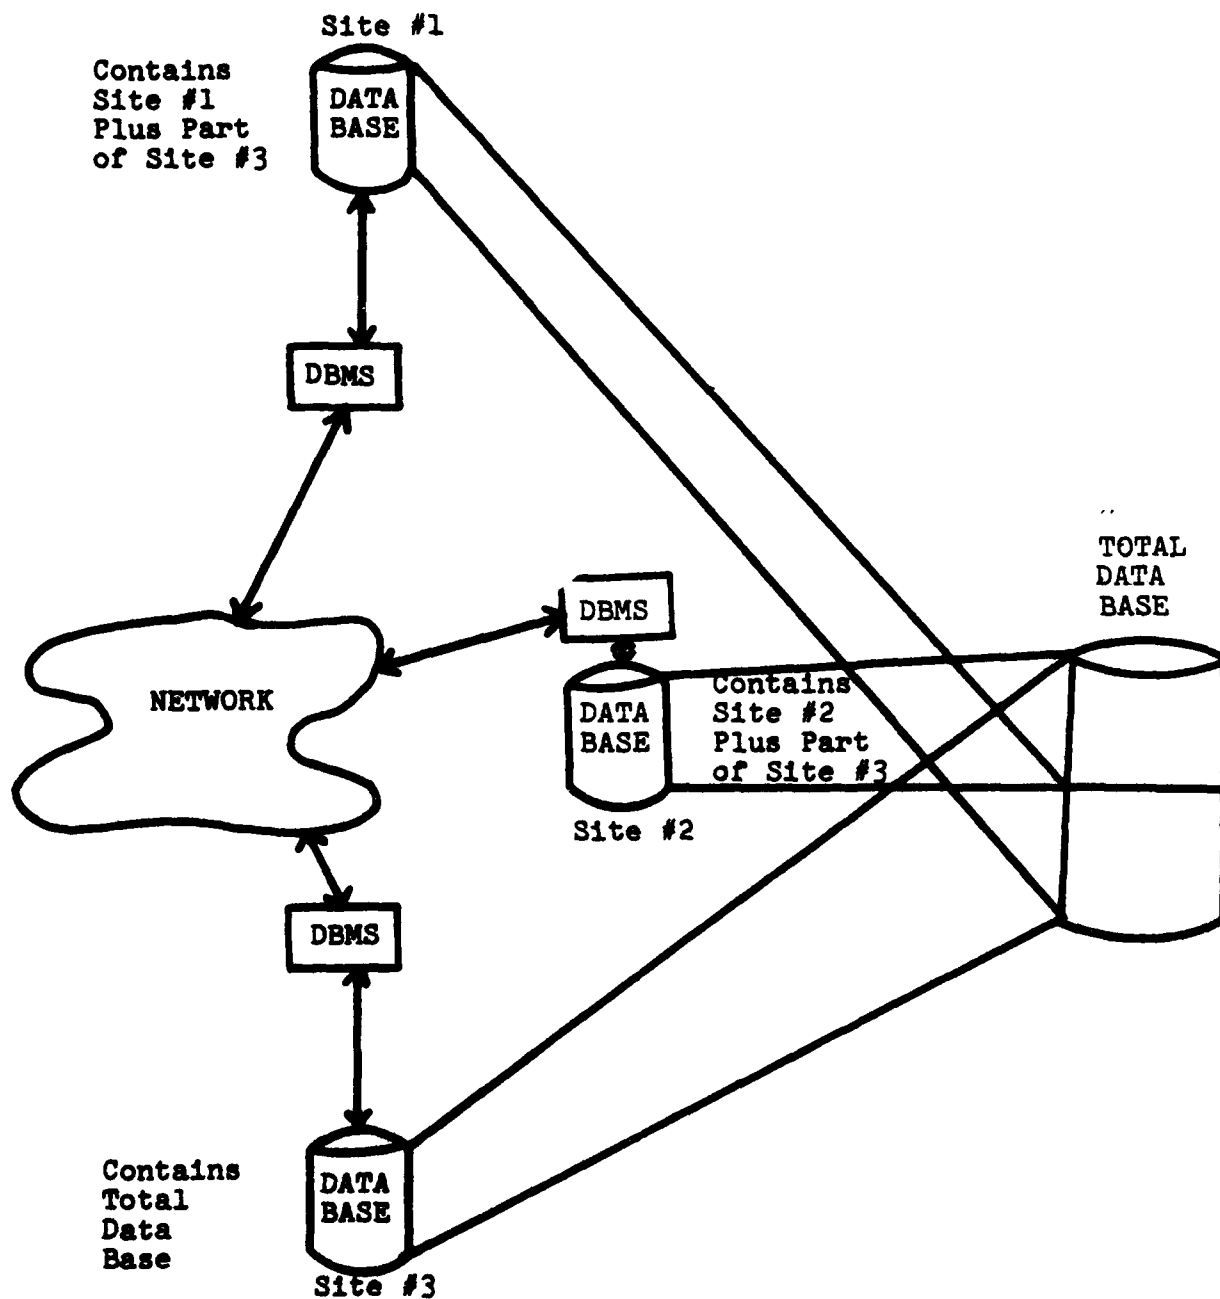 Site #1
Contains
Site #1
Plus Part
of Site #3
DATA
BASE
DBMS
TOTAL
DATA
BASE
DBMS
NETWORK
Contains
Site #2
Plus Part
of Site #3
DATA
BASE
Site #2
DBMS
Contains
Total
Data
Base
DATA
BASE
Site #3